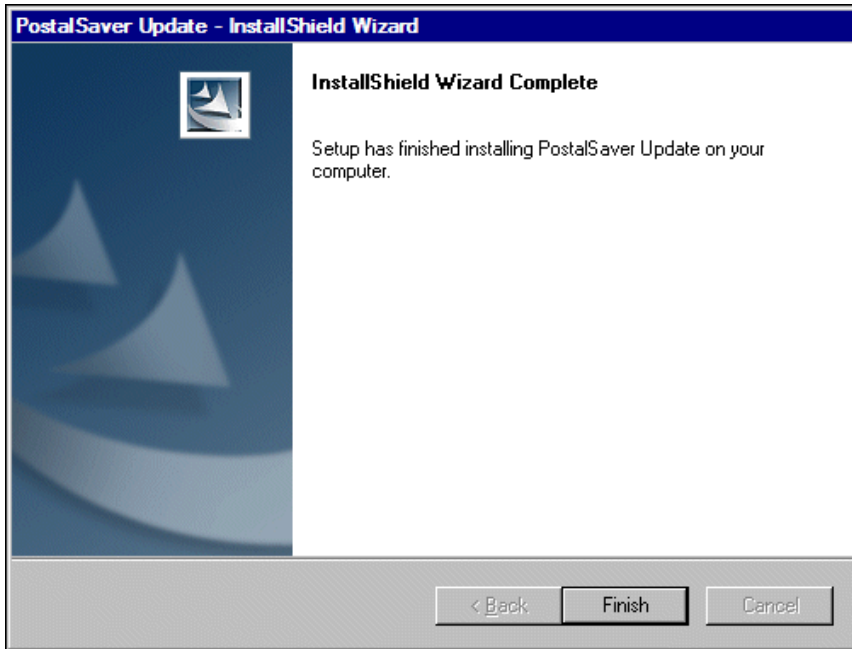 PostalSaver Update - InstallShield Wizard
InstallShield Wizard Complete
Setup has finished installing PostalSaver Update on your
computer.
< Back
Finish
Cancel